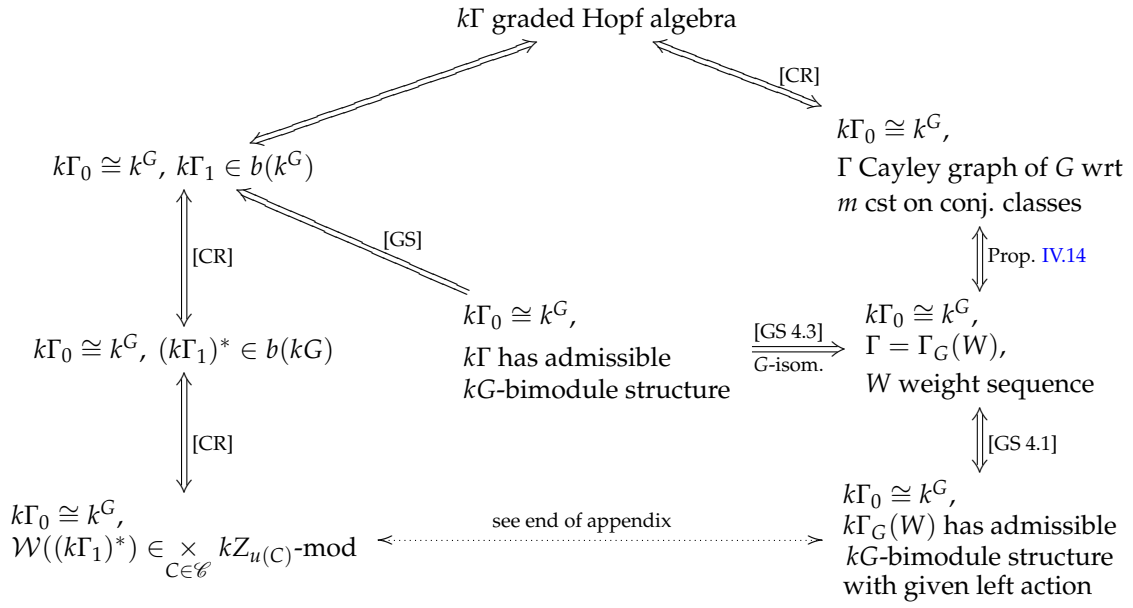 kΓ graded Hopf algebra
[CR]
kΓ₀ ≅ k^G,
Γ Cayley graph of G wrt
m cst on conj. classes
kΓ₀ ≅ k^G, kΓ₁ ∈ b(k^G)
[GS]
[CR]
Prop. IV.14
kΓ₀ ≅ k^G,
kΓ has admissible
kG-bimodule structure
[GS 4.3]
G-isom.
kΓ₀ ≅ k^G,
Γ = Γ_G(W),
W weight sequence
kΓ₀ ≅ k^G, (kΓ₁)* ∈ b(kG)
[CR]
[GS 4.1]
kΓ₀ ≅ k^G,
𝒲((kΓ₁)*) ∈ × kZ_{u(C)}-mod
C∈𝒞
see end of appendix
kΓ₀ ≅ k^G,
kΓ_G(W) has admissible
kG-bimodule structure
with given left action